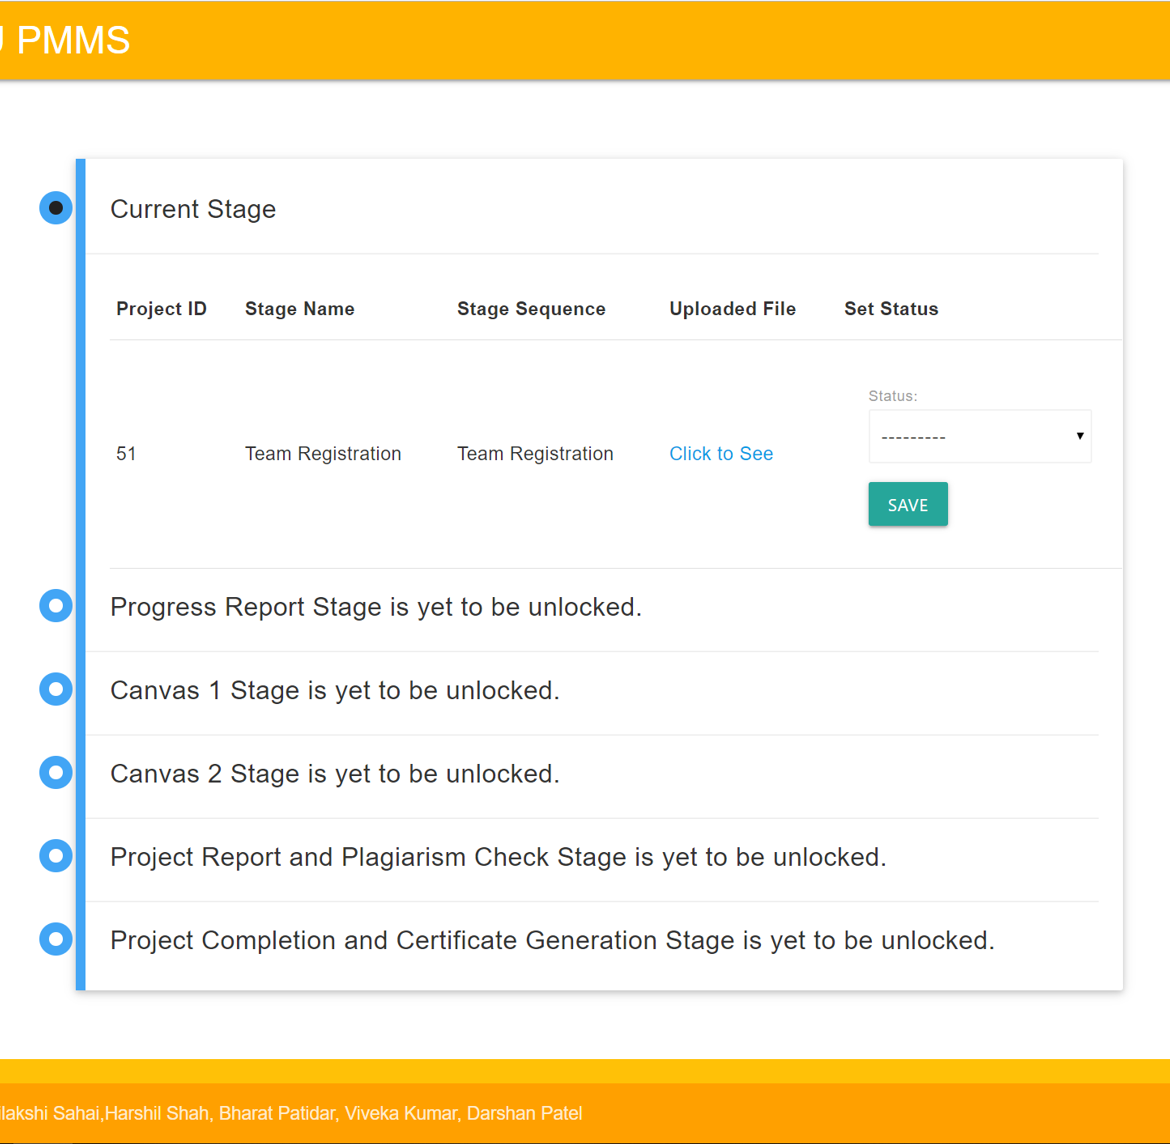 PMMS
Current Stage
Project ID Stage Name Stage Sequence Uploaded File Set Status
Status:
51 Team Registration Team Registration Click to See ---------
SAVE
Progress Report Stage is yet to be unlocked.
Canvas 1 Stage is yet to be unlocked.
Canvas 2 Stage is yet to be unlocked.
Project Report and Plagiarism Check Stage is yet to be unlocked.
Project Completion and Certificate Generation Stage is yet to be unlocked.
Sahai,Harshil Shah, Bharat Patidar, Viveka Kumar, Darshan Patel